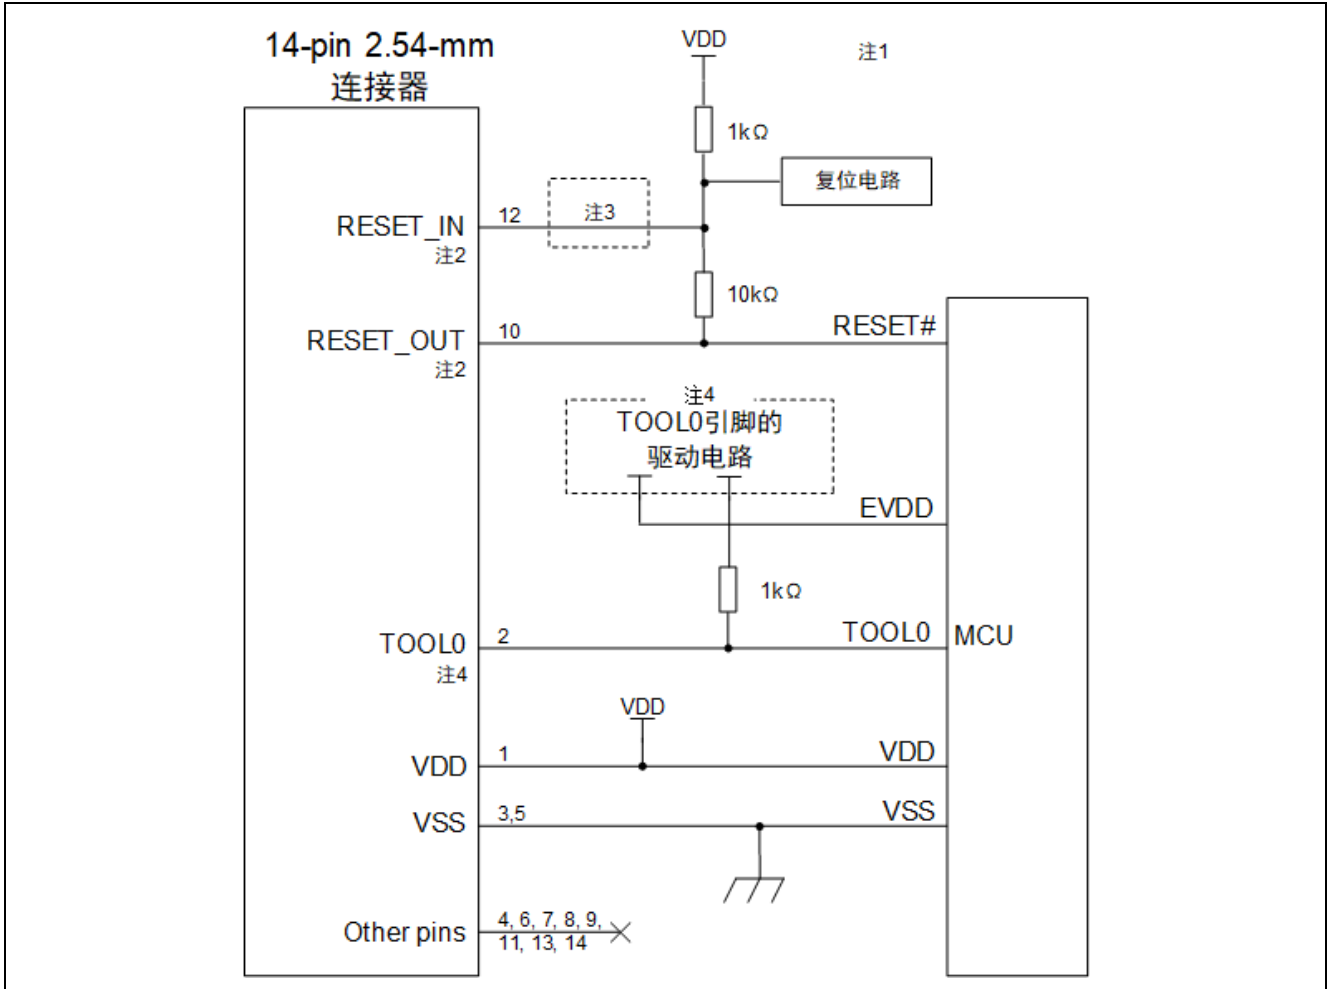 14-pin 2.54-mm
连接器
VDD
注1
1kΩ
复位电路
RESET_IN
注2
12
注3
10kΩ
RESET_OUT
注2
10
RESET#
注4
TOOL0引脚的
驱动电路
EVDD
1kΩ
TOOL0
注4
2
TOOL0
MCU
VDD
VDD
1
VDD
VSS
3,5
VSS
Other pins
4, 6, 7, 8, 9,
11, 13, 14